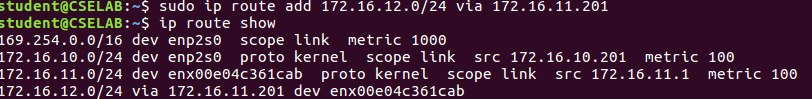 student@CSELAB:~$ sudo ip route add 172.16.12.0/24 via 172.16.11.201
student@CSELAB:~$ ip route show
169.254.0.0/16 dev enp2s0  scope link  metric 1000
172.16.10.0/24 dev enp2s0  proto kernel  scope link  src 172.16.10.201  metric 100
172.16.11.0/24 dev enx00e04c361cab  proto kernel  scope link  src 172.16.11.1  metric 100
172.16.12.0/24 via 172.16.11.201 dev enx00e04c361cab